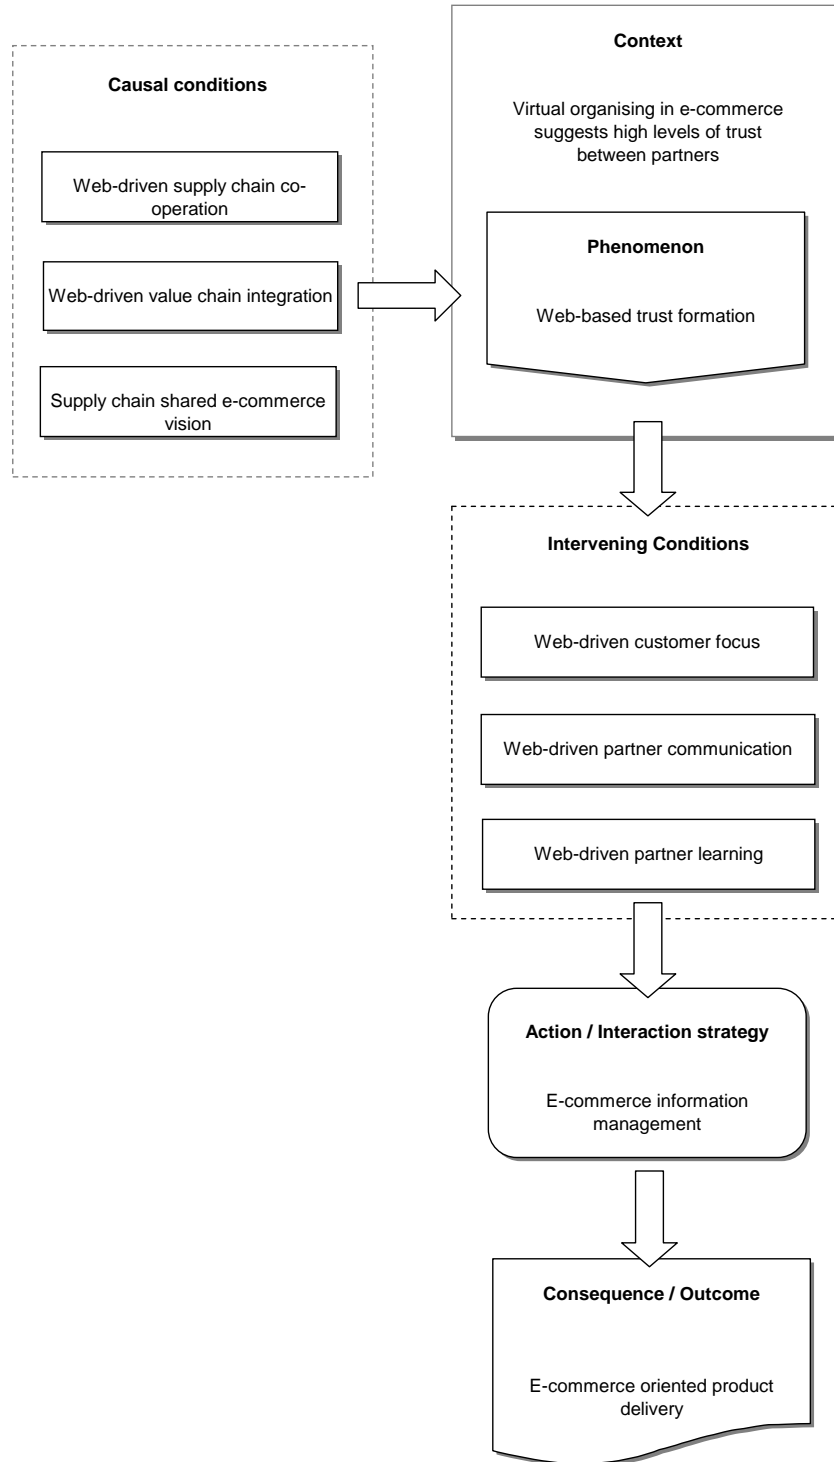 Causal conditions
Web-driven supply chain co-
operation
Web-driven value chain integration
Supply chain shared e-commerce
vision
Context
Virtual organising in e-commerce
suggests high levels of trust
between partners
Phenomenon
Web-based trust formation
Intervening Conditions
Web-driven customer focus
Web-driven partner communication
Web-driven partner learning
Action / Interaction strategy
E-commerce information
management
Consequence / Outcome
E-commerce oriented product
delivery